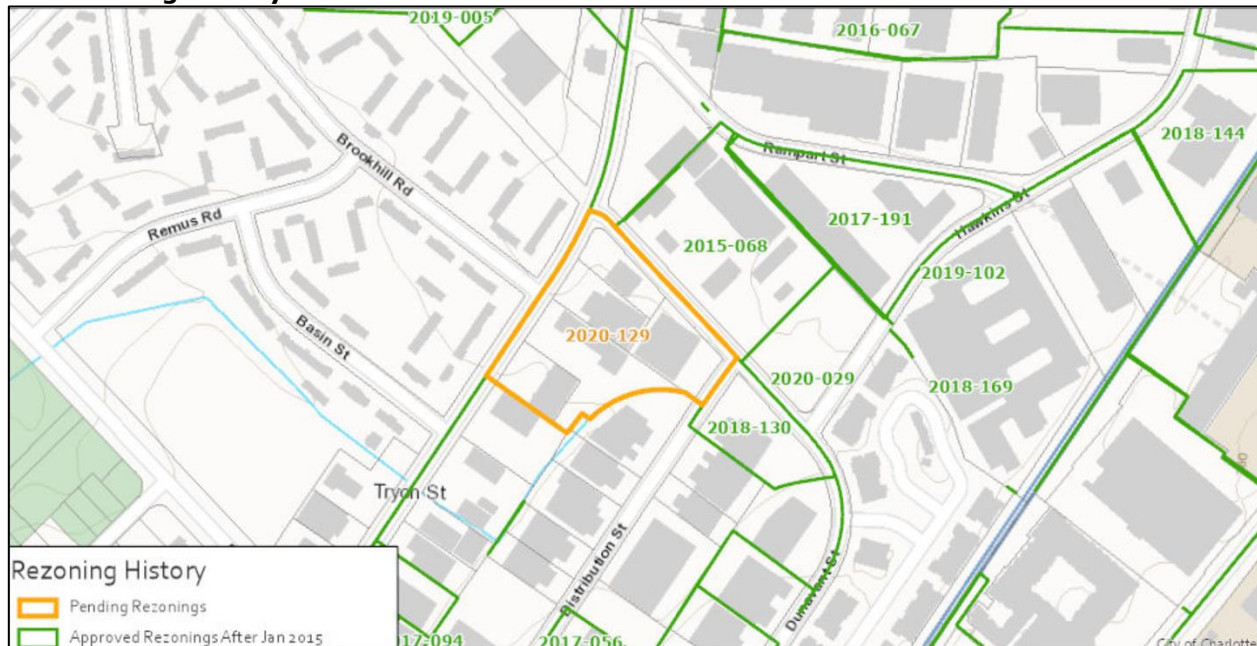 2019-005
2016-067
2018-144
Brookhill Rd
Rampart St
Remus Rd
2017-191
Hawkins St
2015-068
2019-102
2020-129
Basin St
2020-029
2018-169
2018-130
Tryon St
Distribution St
Dunavant St
Rezoning History
Pending Rezonings
Approved Rezonings After Jan 2015
017-094
2017-056
City of Charlotte